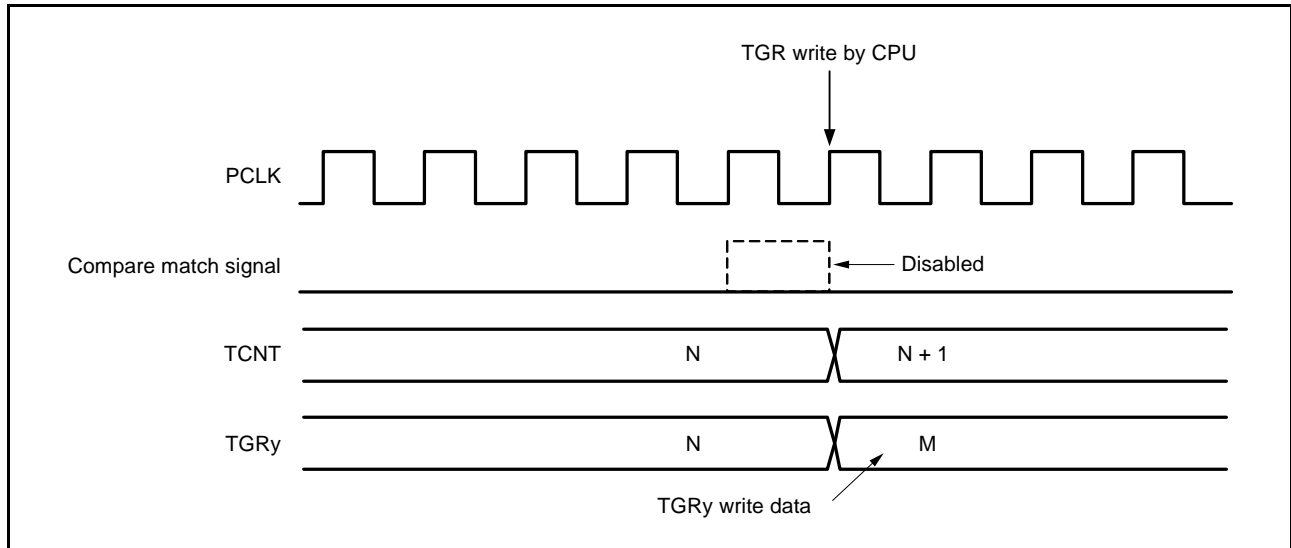 TGR write by CPU
PCLK
Compare match signal
Disabled
TCNT
N
N + 1
TGRy
N
M
TGRy write data